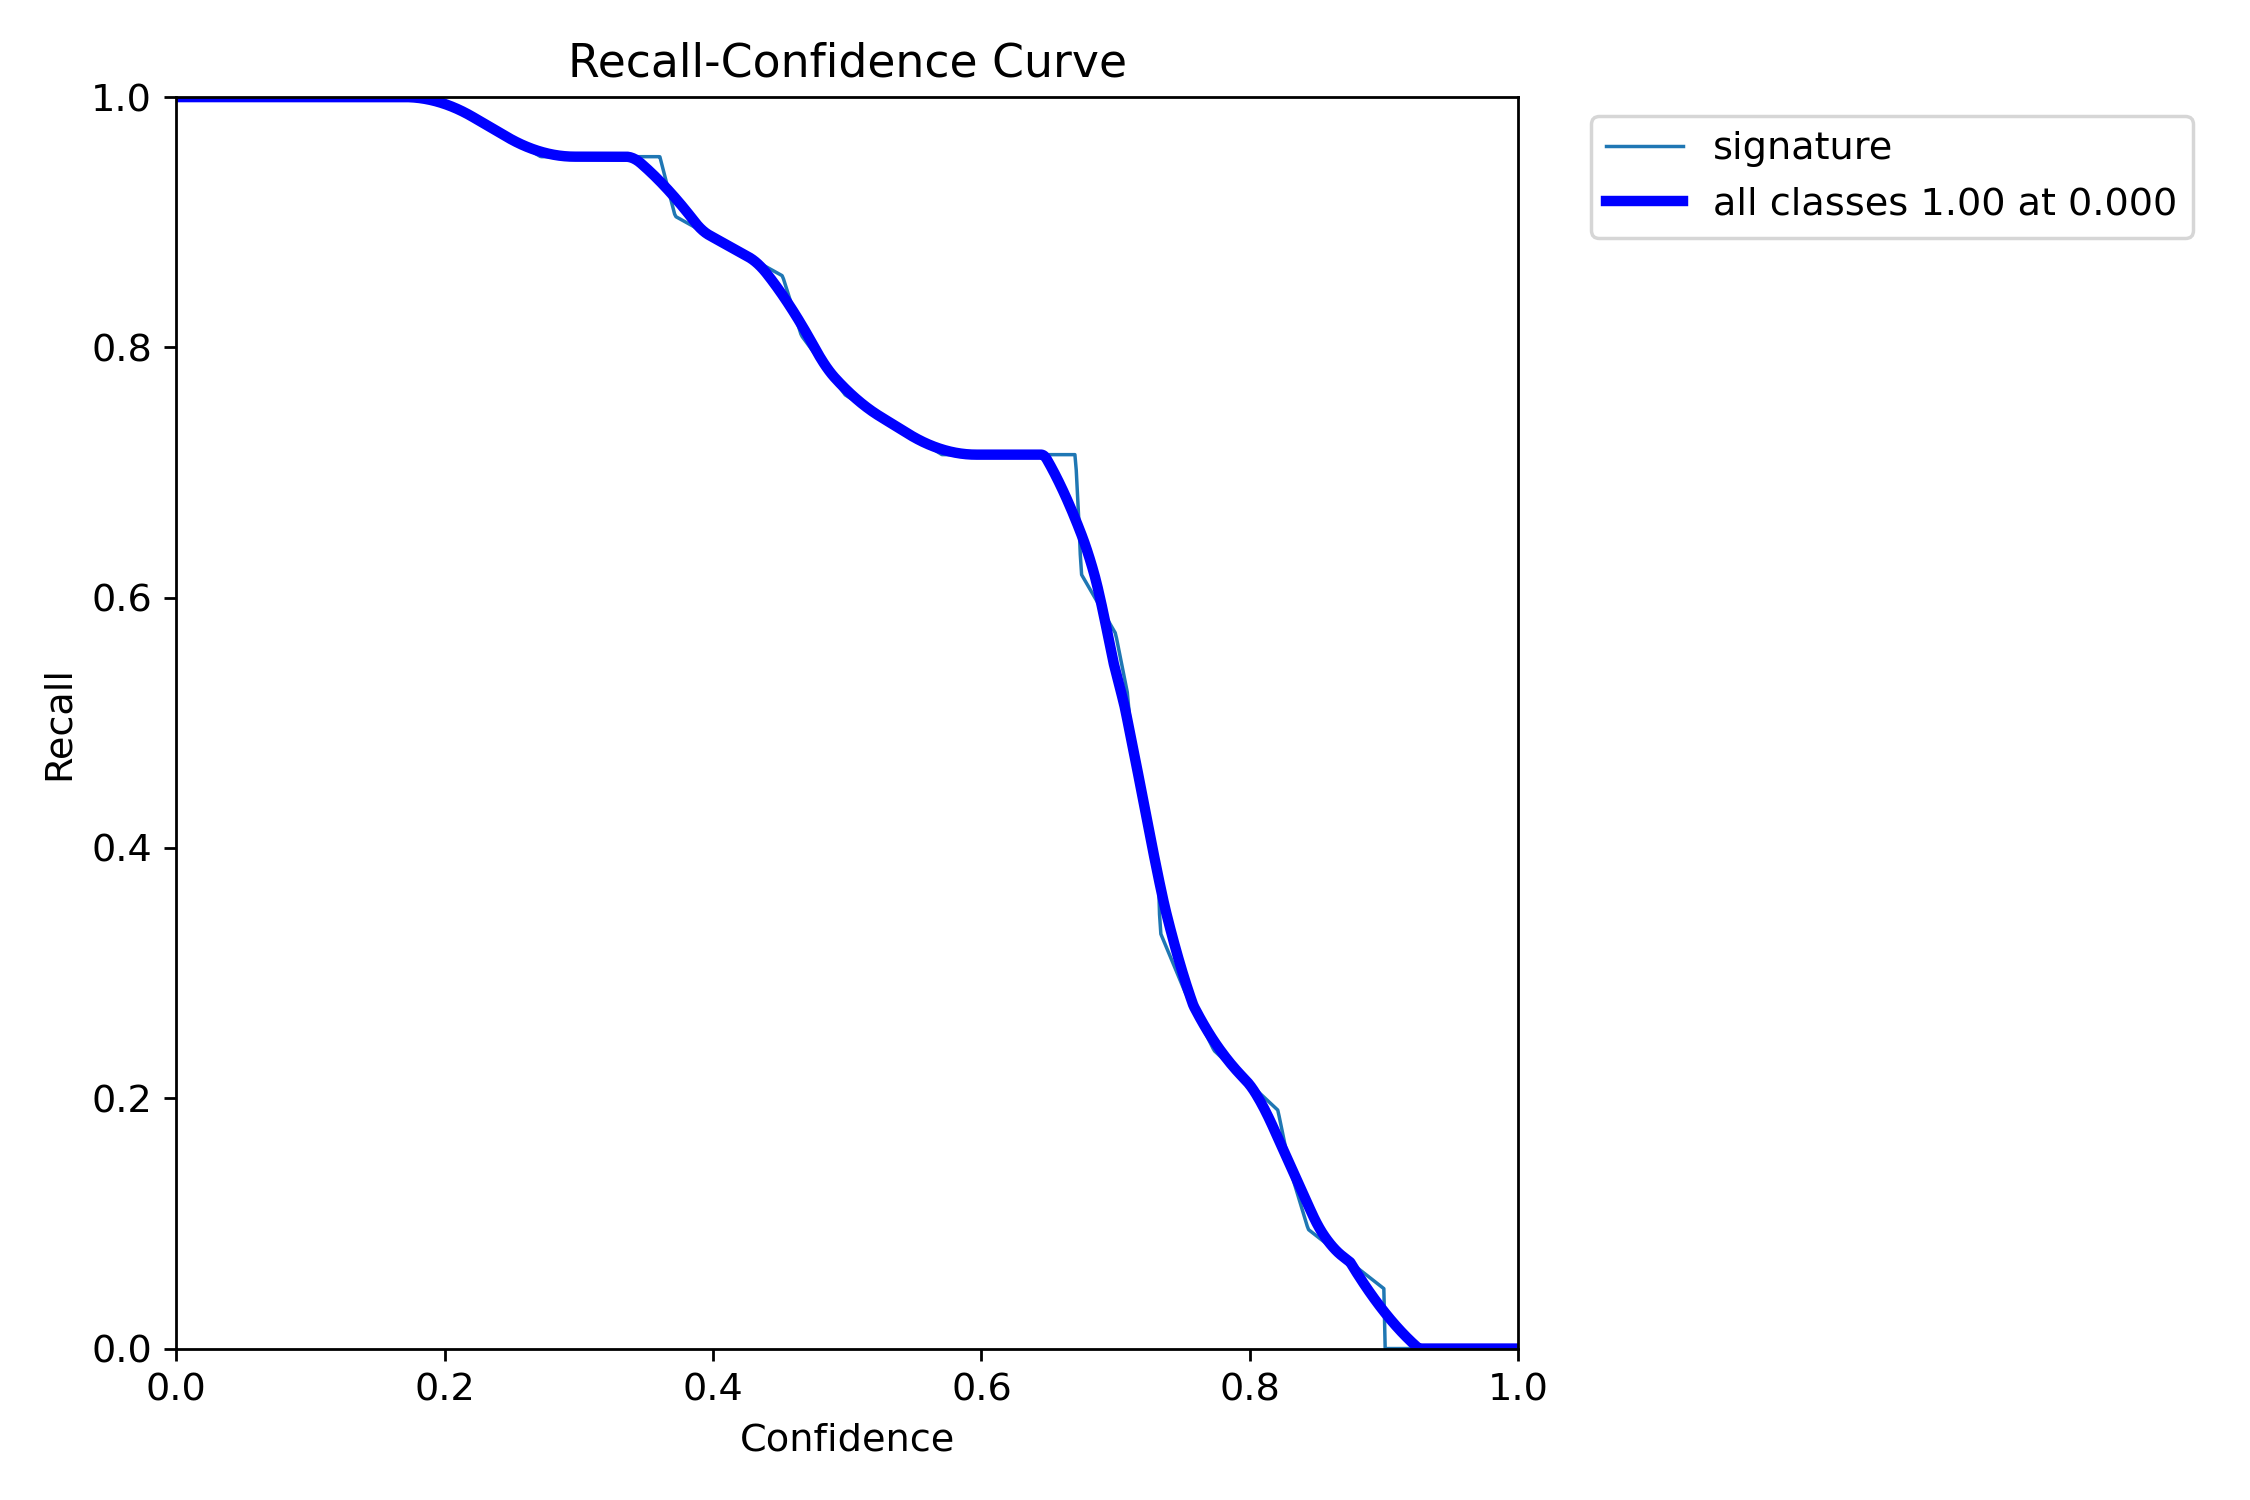 Recall-Confidence Curve
1.0
0.8
0.6
0.4
0.2
0.0
Recall
0.0 0.2 0.4 0.6 0.8 1.0
Confidence
signature
all classes 1.00 at 0.000